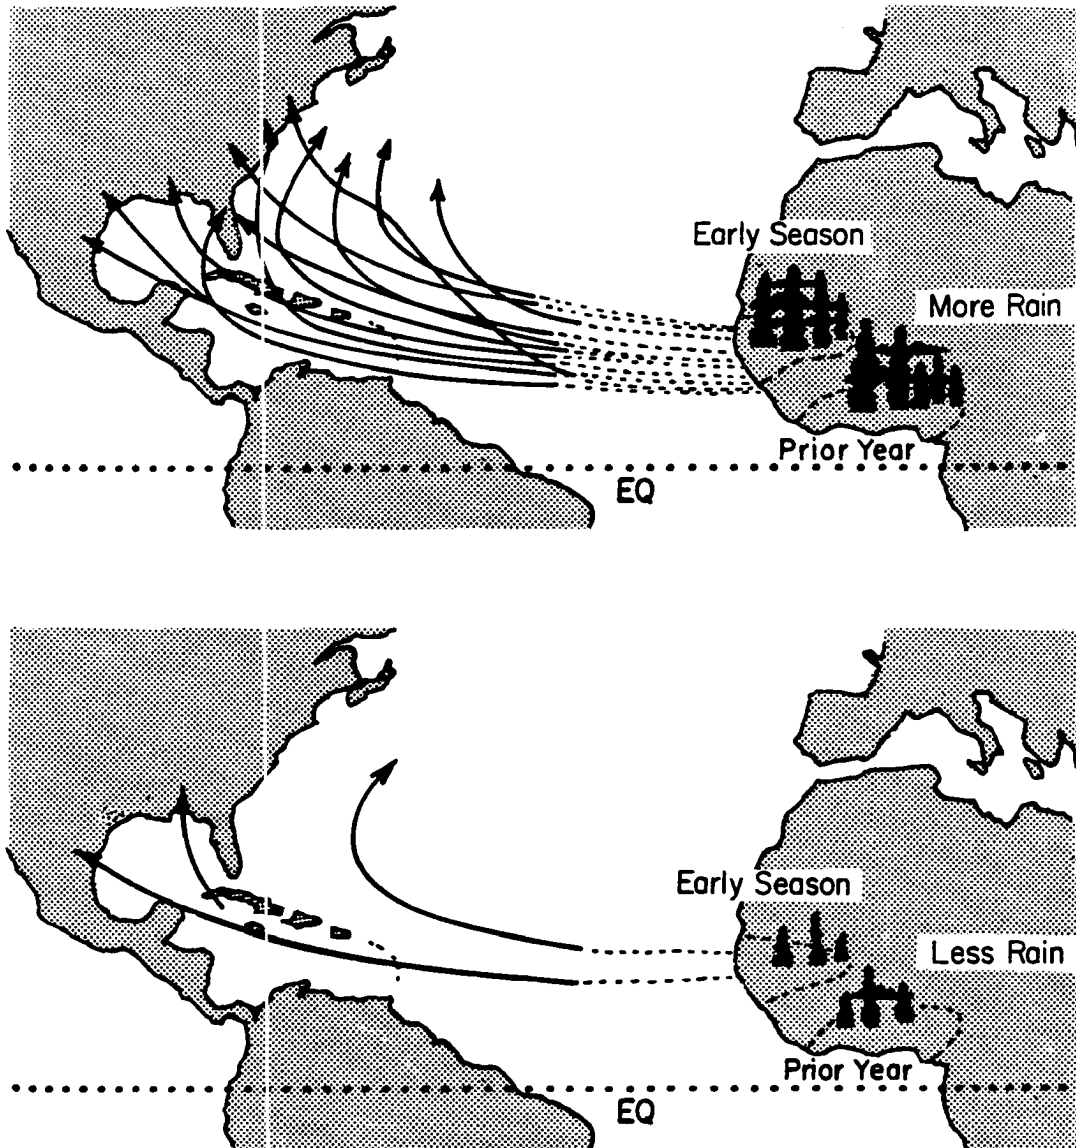 Early Season
More Rain
Prior Year
EQ
Early Season
Less Rain
Prior Year
EQ